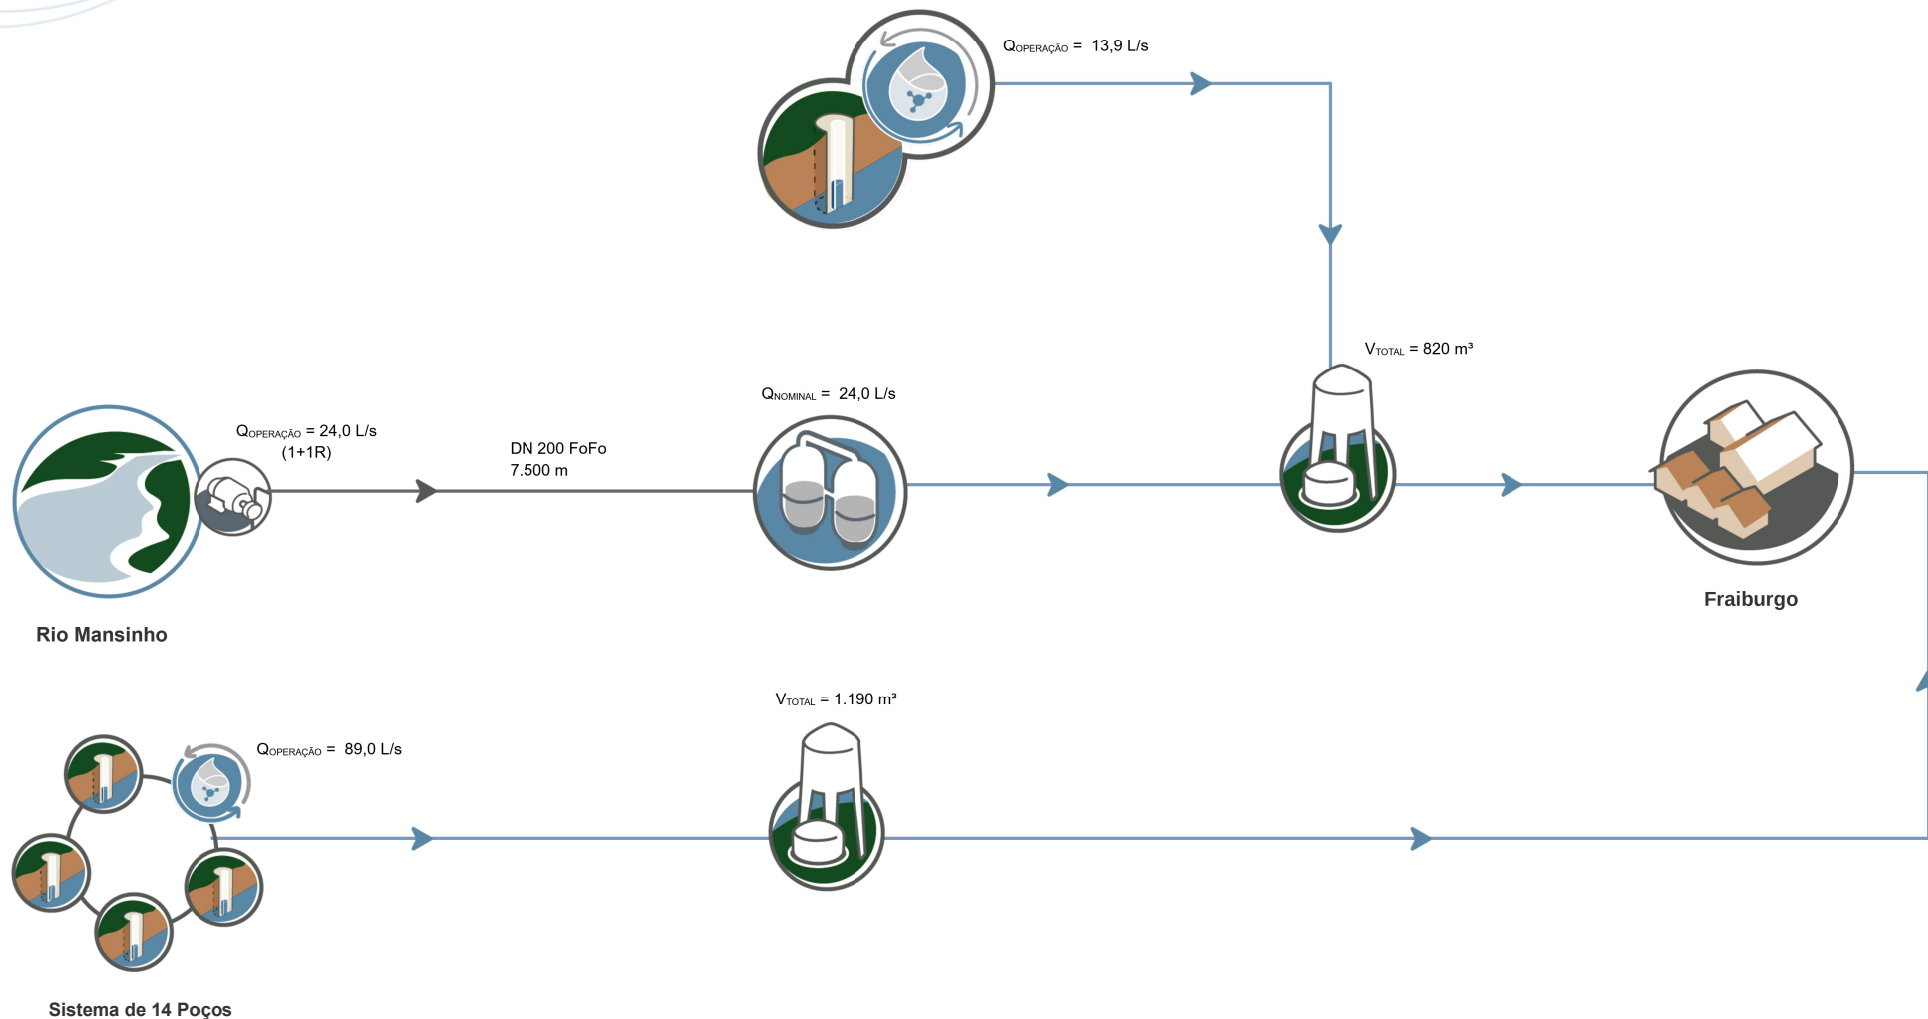 QOPERAÇÃO = 13,9 L/s
VTOTAL = 820 m³
QNOMINAL = 24,0 L/s
QOPERAÇÃO = 24,0 L/s
(1+1R)
DN 200 FoFo
7.500 m
Fraiburgo
Rio Mansinho
VTOTAL = 1.190 m³
QOPERAÇÃO = 89,0 L/s
Sistema de 14 Poços